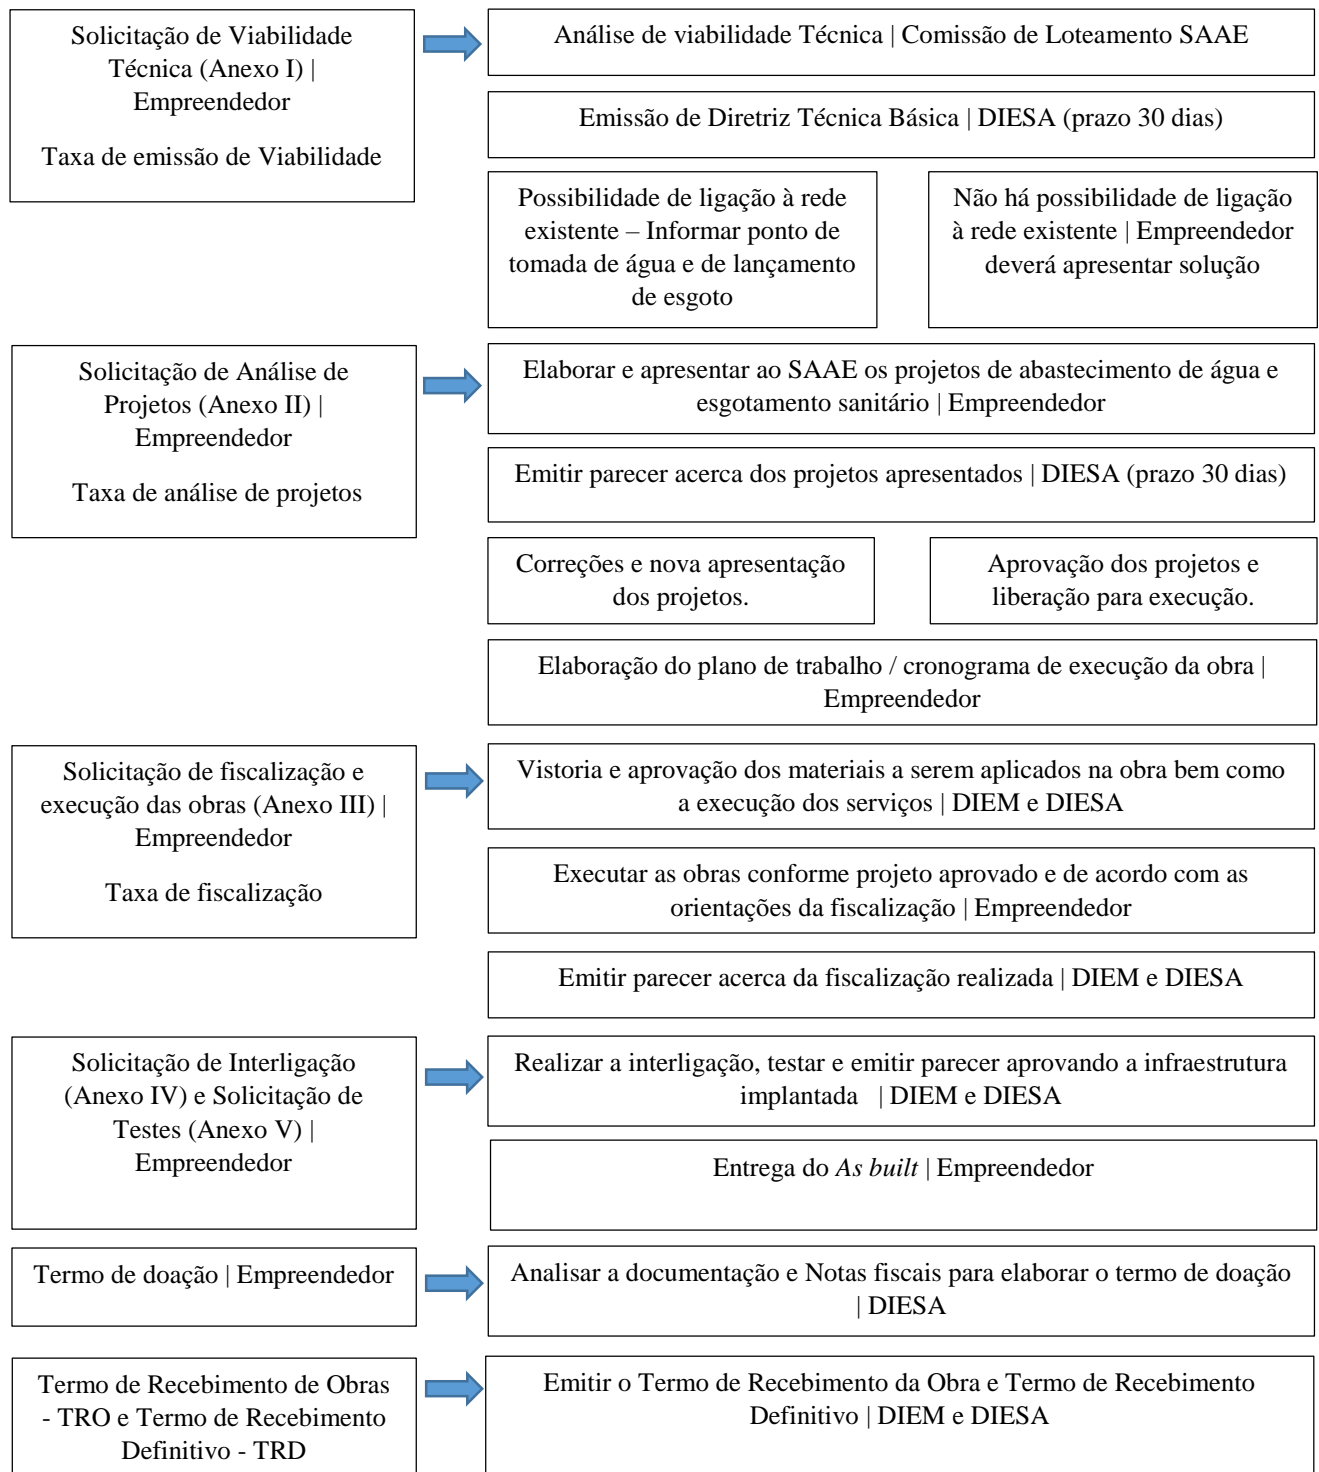 Solicitação de Viabilidade
Técnica (Anexo I) |
Empreendedor
Taxa de emissão de Viabilidade
Análise de viabilidade Técnica | Comissão de Loteamento SAAE
Emissão de Diretriz Técnica Básica | DIESA (prazo 30 dias)
Possibilidade de ligação à rede
existente – Informar ponto de
tomada de água e de lançamento
de esgoto
Não há possibilidade de ligação
à rede existente | Empreendedor
deverá apresentar solução
Solicitação de Análise de
Projetos (Anexo II) |
Empreendedor
Taxa de análise de projetos
Elaborar e apresentar ao SAAE os projetos de abastecimento de água e
esgotamento sanitário | Empreendedor
Emitir parecer acerca dos projetos apresentados | DIESA (prazo 30 dias)
Correções e nova apresentação
dos projetos.
Aprovação dos projetos e
liberação para execução.
Elaboração do plano de trabalho / cronograma de execução da obra |
Empreendedor
Solicitação de fiscalização e
execução das obras (Anexo III) |
Empreendedor
Taxa de fiscalização
Vistoria e aprovação dos materiais a serem aplicados na obra bem como
a execução dos serviços | DIEM e DIESA
Executar as obras conforme projeto aprovado e de acordo com as
orientações da fiscalização | Empreendedor
Emitir parecer acerca da fiscalização realizada | DIEM e DIESA
Solicitação de Interligação
(Anexo IV) e Solicitação de
Testes (Anexo V) |
Empreendedor
Realizar a interligação, testar e emitir parecer aprovando a infraestrutura
implantada | DIEM e DIESA
Entrega do As built | Empreendedor
Termo de doação | Empreendedor
Analisar a documentação e Notas fiscais para elaborar o termo de doação
| DIESA
Termo de Recebimento de Obras
- TRO e Termo de Recebimento
Definitivo - TRD
Emitir o Termo de Recebimento da Obra e Termo de Recebimento
Definitivo | DIEM e DIESA